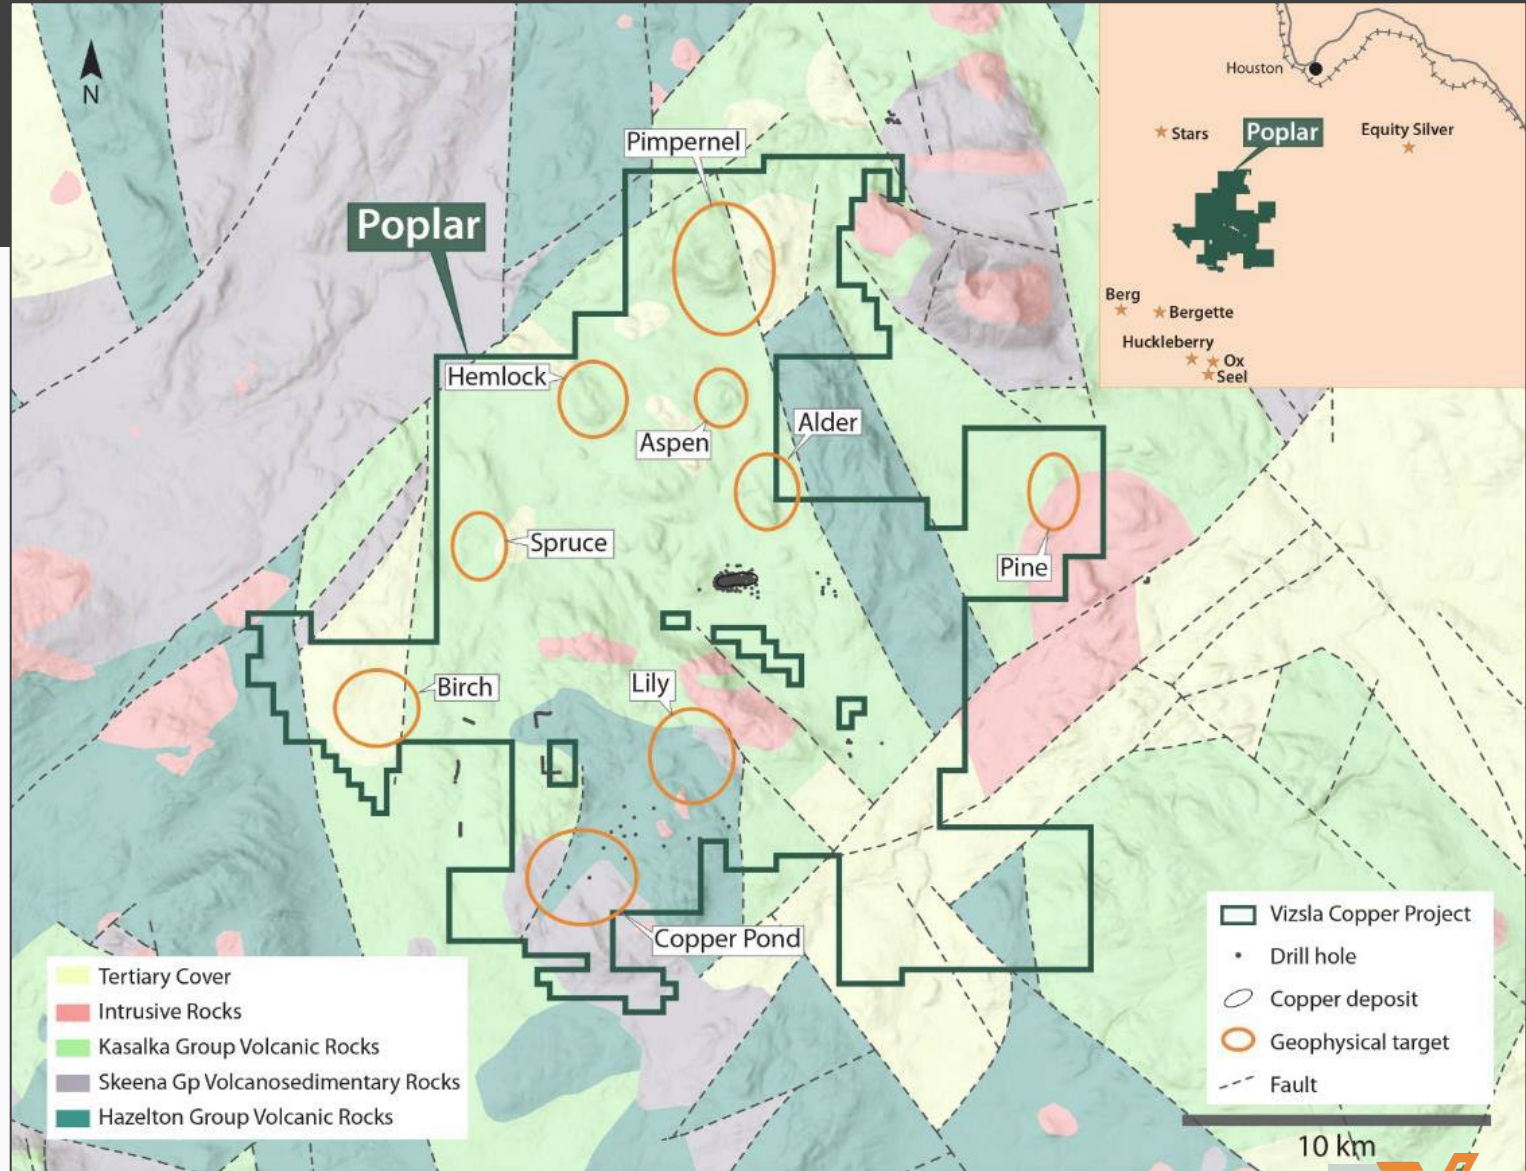 N
Houston
Stars
Poplar
Equity Silver
Berg
Bergette
Huckleberry
Ox
Seel
Pimpernel
Poplar
Hemlock
Aspen
Alder
Spruce
Pine
Birch
Lily
Copper Pond
Tertiary Cover
Intrusive Rocks
Kasalka Group Volcanic Rocks
Skeena Gp Volcanosedimentary Rocks
Hazelton Group Volcanic Rocks
Vizsla Copper Project
Drill hole
Copper deposit
Geophysical target
Fault
10 km